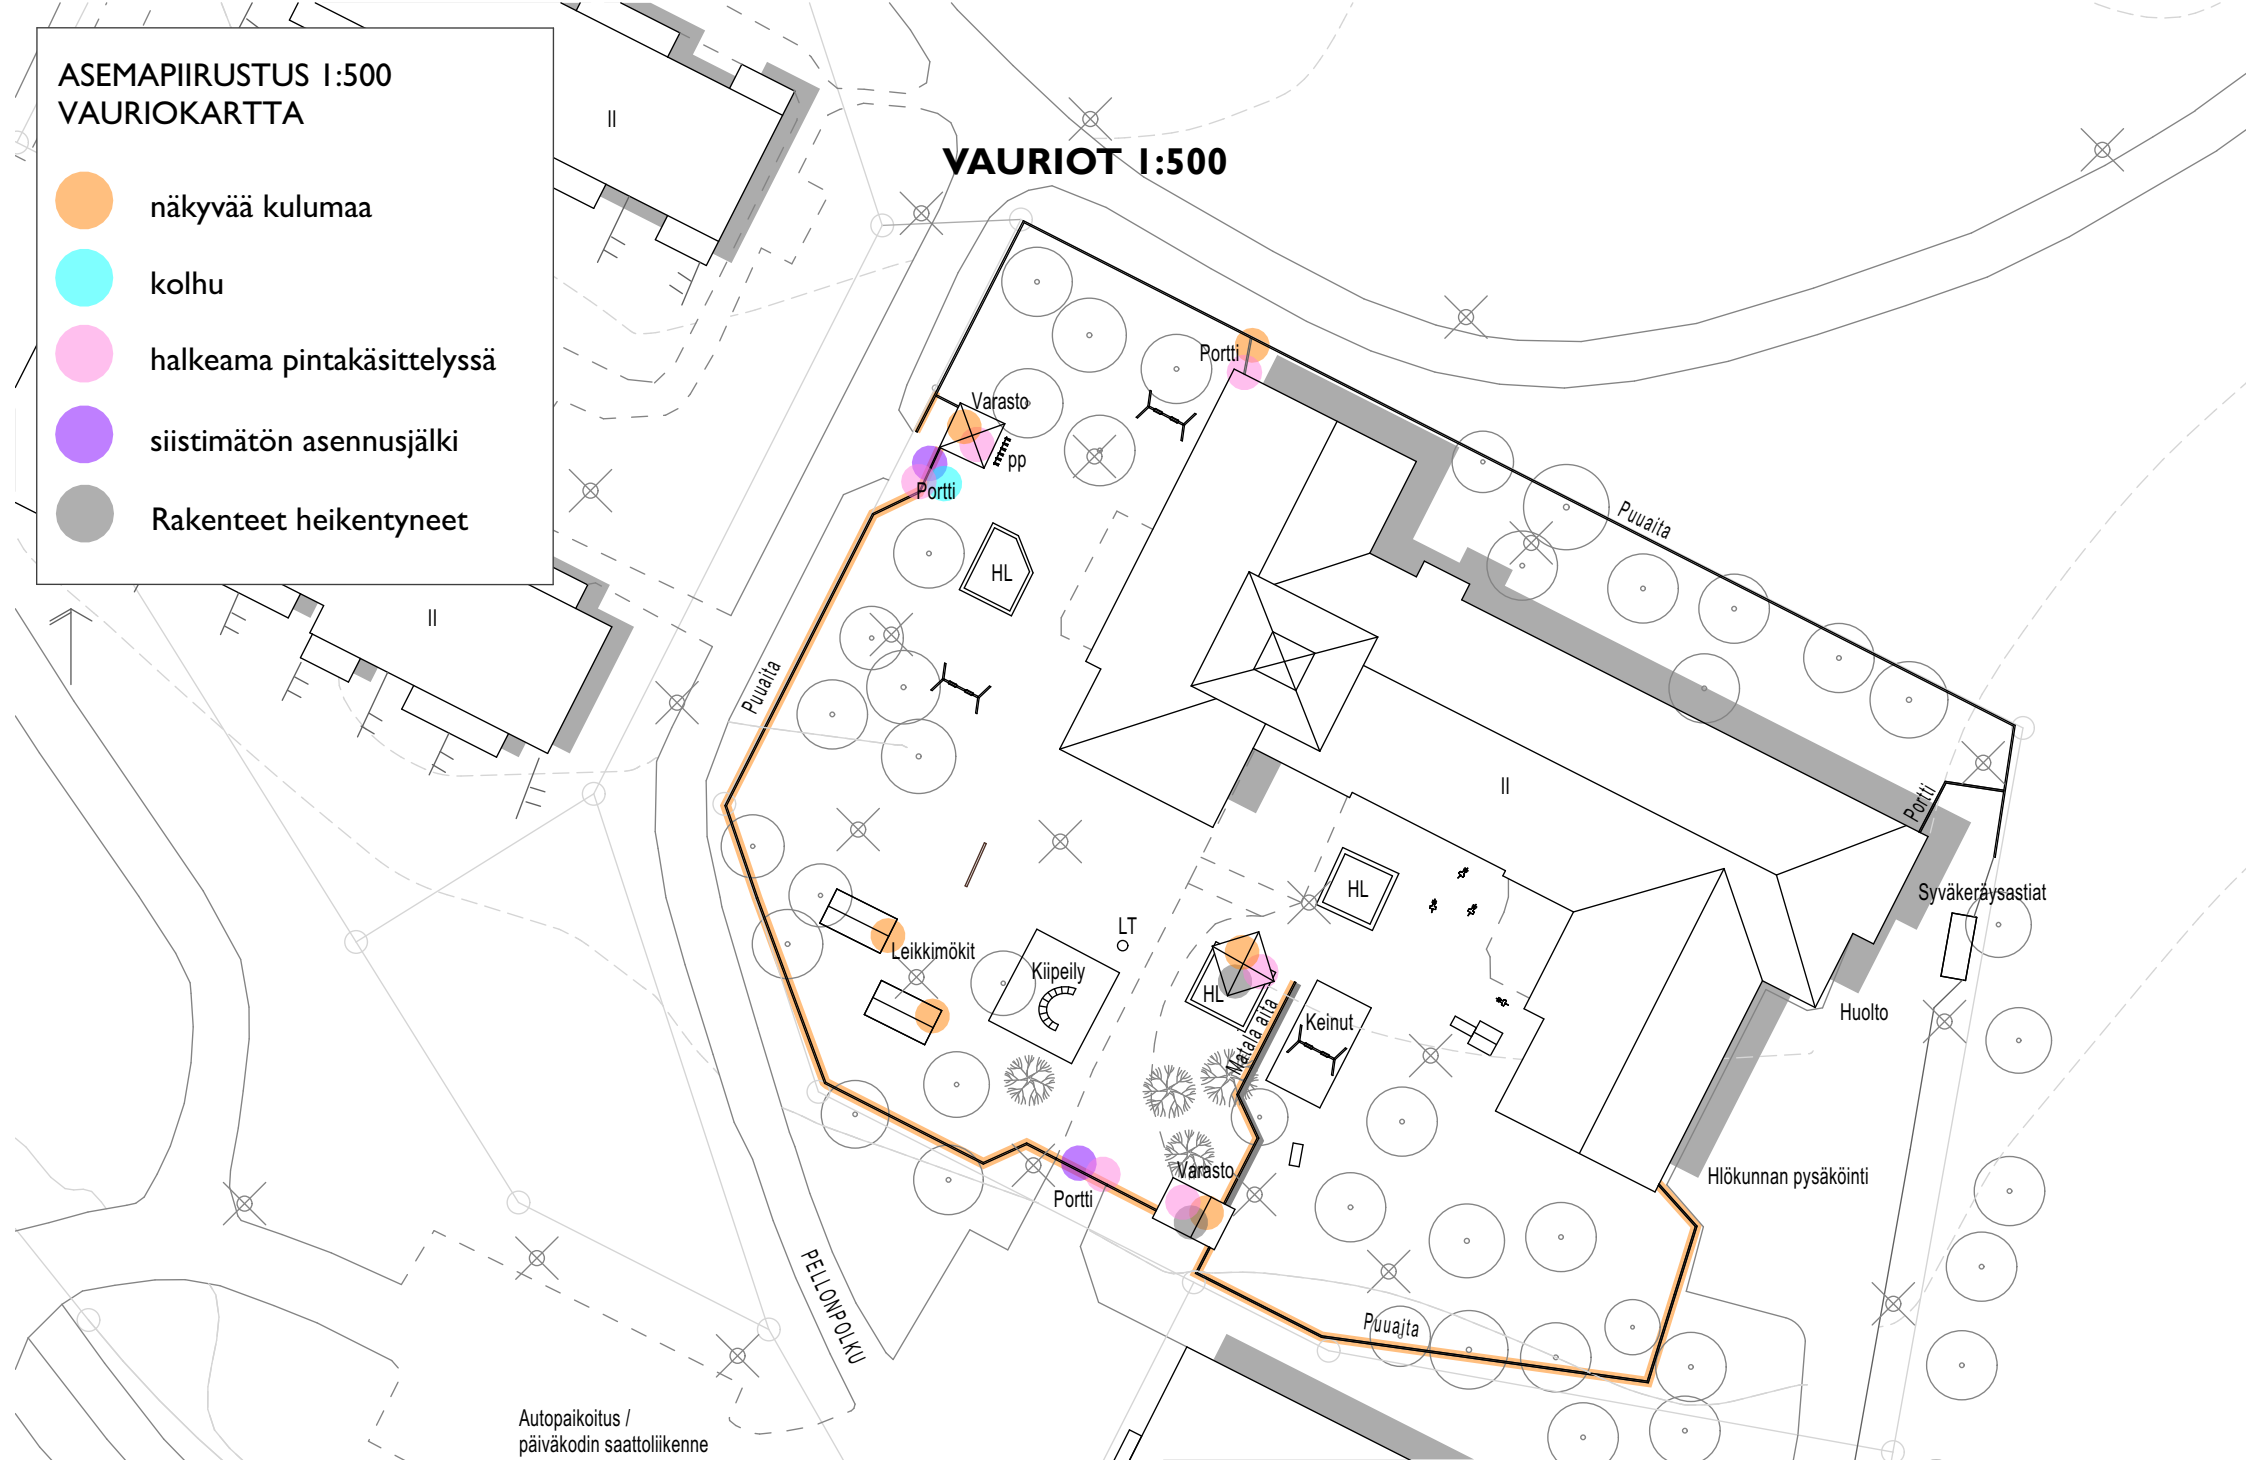 ASEMAPIIRUSTUS 1:500
VAURIOKARTTA
näkyvää kulumaa
kolhu
halkeama pintakäsittelyssä
siistimätön asennusjälki
Rakenteet heikentyneet
II
VAURIOT 1:500
Portti
Varasto
pp
Portti
Puuaita
HL
II
Puuaita
II
Portti
HL
Syväkeräysastiat
LT
Leikkimökit
Kiipeily
HL
Matala aita
Keinut
Huolto
Varasto
Hlökunnan pysäköinti
Portti
PELLONPOLKU
Puuaita
Autopaikoitus /
päiväkodin saattoliikenne